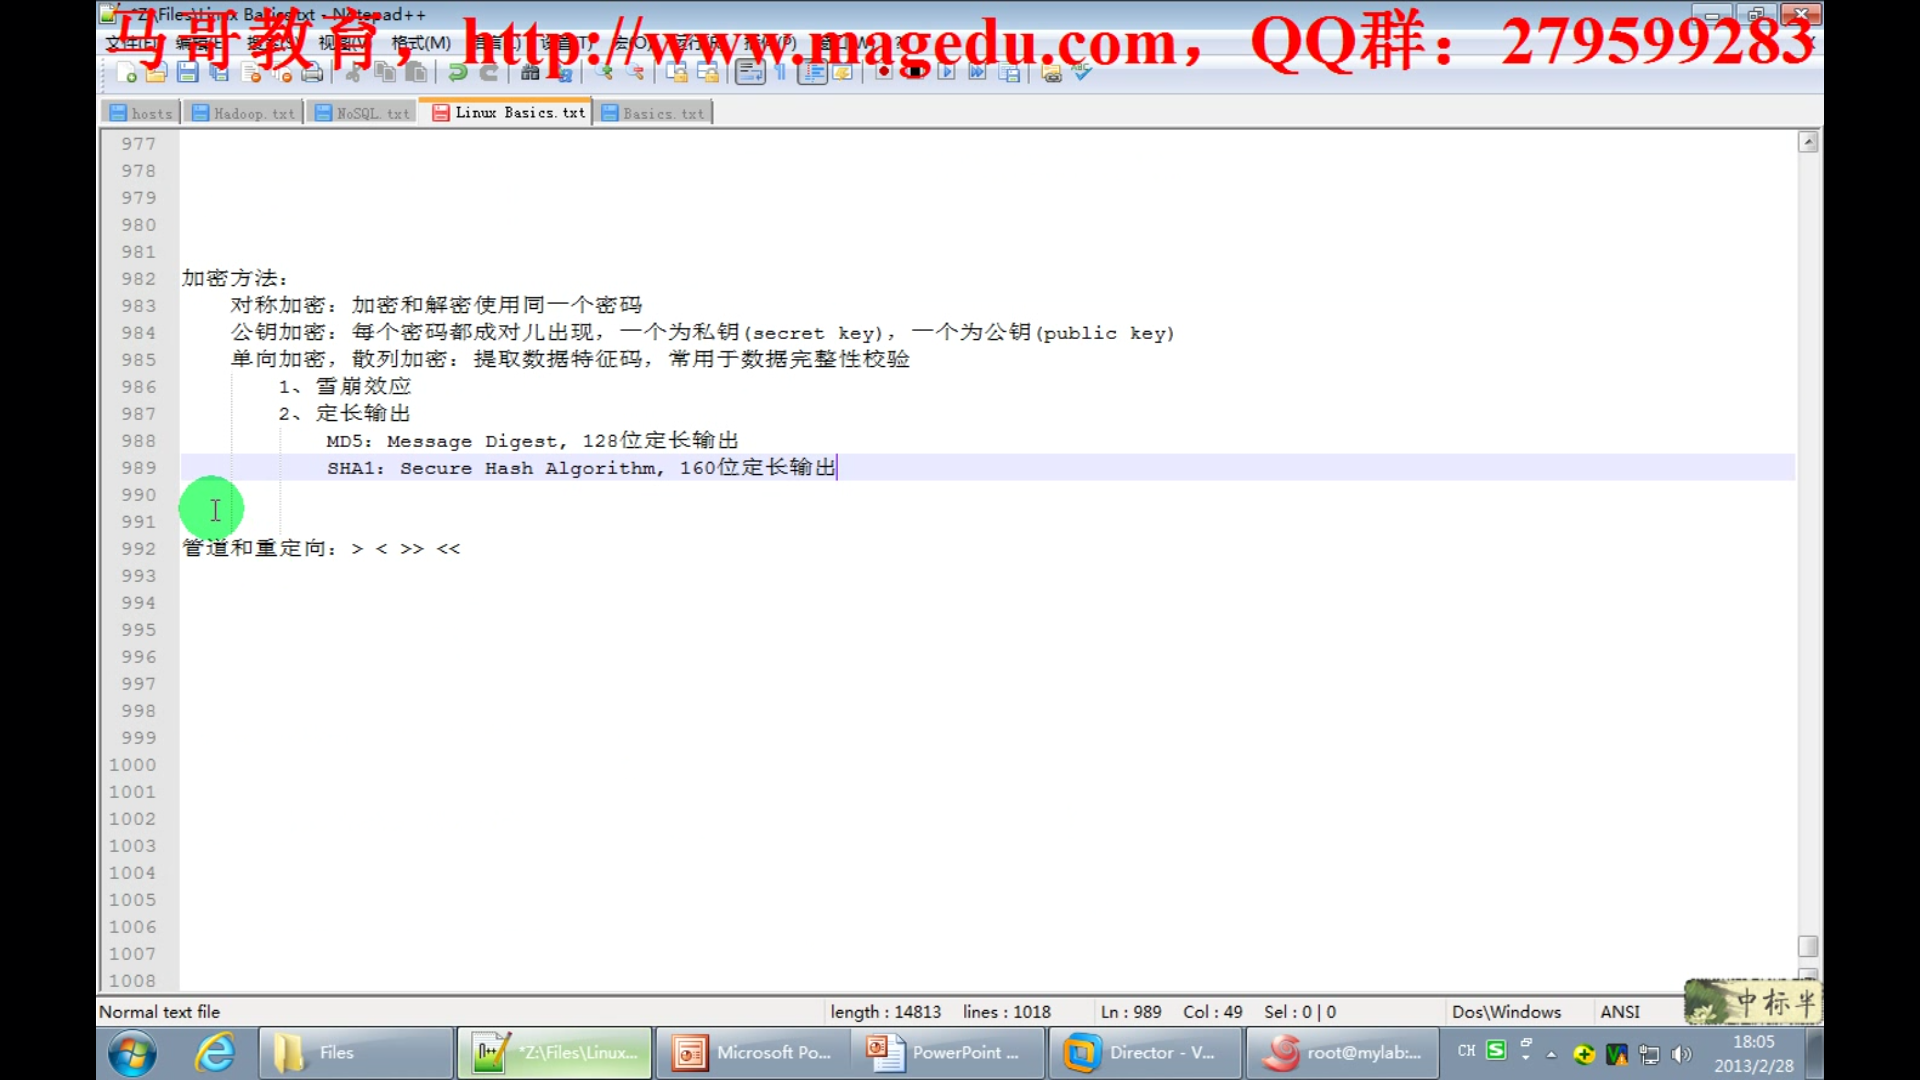 *Z:\Files\Linux Basics.txt - Notepad++
马哥教育，http://www.magedu.com，QQ群：279599283
格式(M)
hosts
Hadoop.txt
NoSQL.txt
Linux Basics.txt
Basics.txt
977
978
979
980
981
982 加密方法：
983 对称加密：加密和解密使用同一个密码
984 公钥加密：每个密码都成对儿出现，一个为私钥(secret key)，一个为公钥(public key)
985 单向加密，散列加密：提取数据特征码，常用于数据完整性校验
986 1、雪崩效应
987 2、定长输出
988 MD5：Message Digest, 128位定长输出
989 SHA1：Secure Hash Algorithm, 160位定长输出
990
991
992 管道和重定向：> < >> <<
993
994
995
996
997
998
999
1000
1001
1002
1003
1004
1005
1006
1007
1008
Normal text file
length : 14813 lines : 1018
Ln : 989 Col : 49 Sel : 0 | 0
Dos\Windows
ANSI
中标半
Files
*Z:\Files\Linux...
Microsoft Po...
PowerPoint ...
Director - V...
root@mylab:...
CH
18:05
2013/2/28